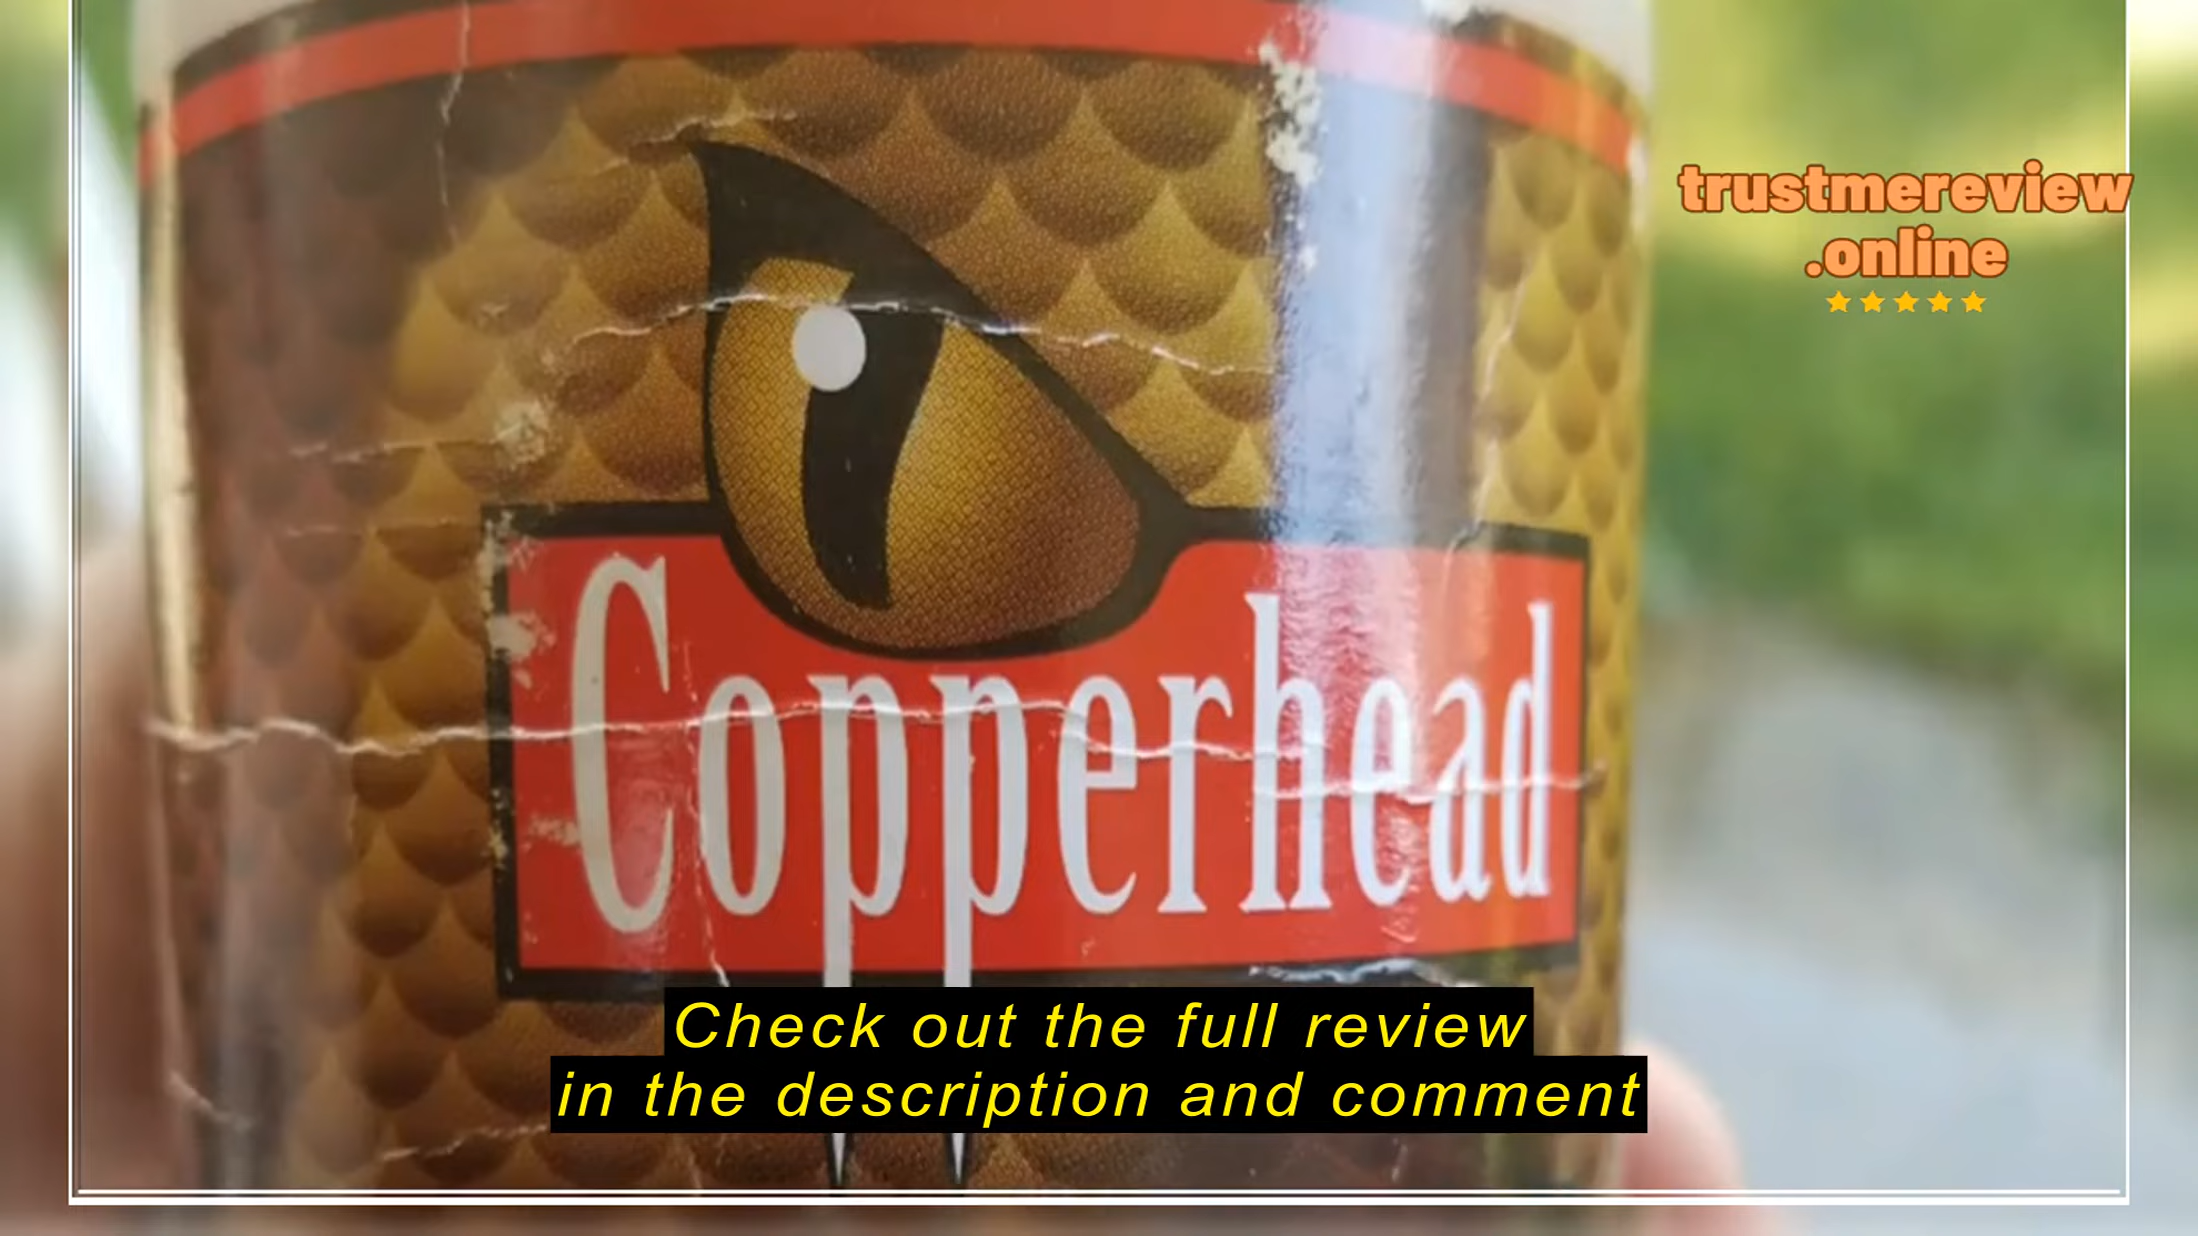 trustmereview
.online
Copperhead
Check out the full review
in the description and comment